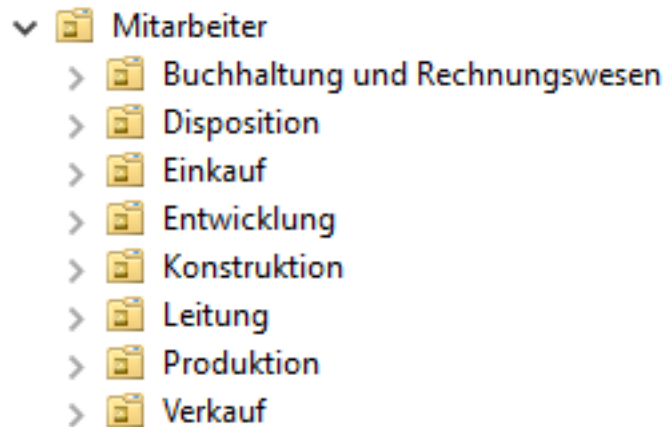 Mitarbeiter
Buchhaltung und Rechnungswesen
Disposition
Einkauf
Entwicklung
Konstruktion
Leitung
Produktion
Verkauf